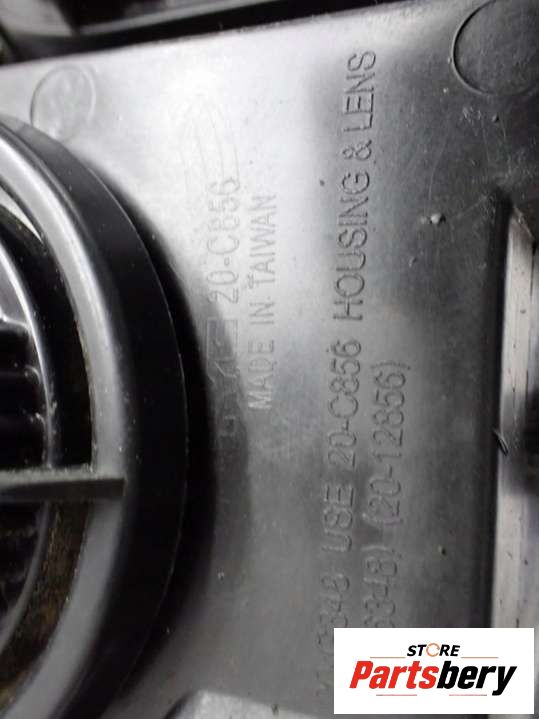 20-C856
MADE IN TAIWAN
USE 20-C856 HOUSING & LENS
(20-12856)
STORE
Partsbery